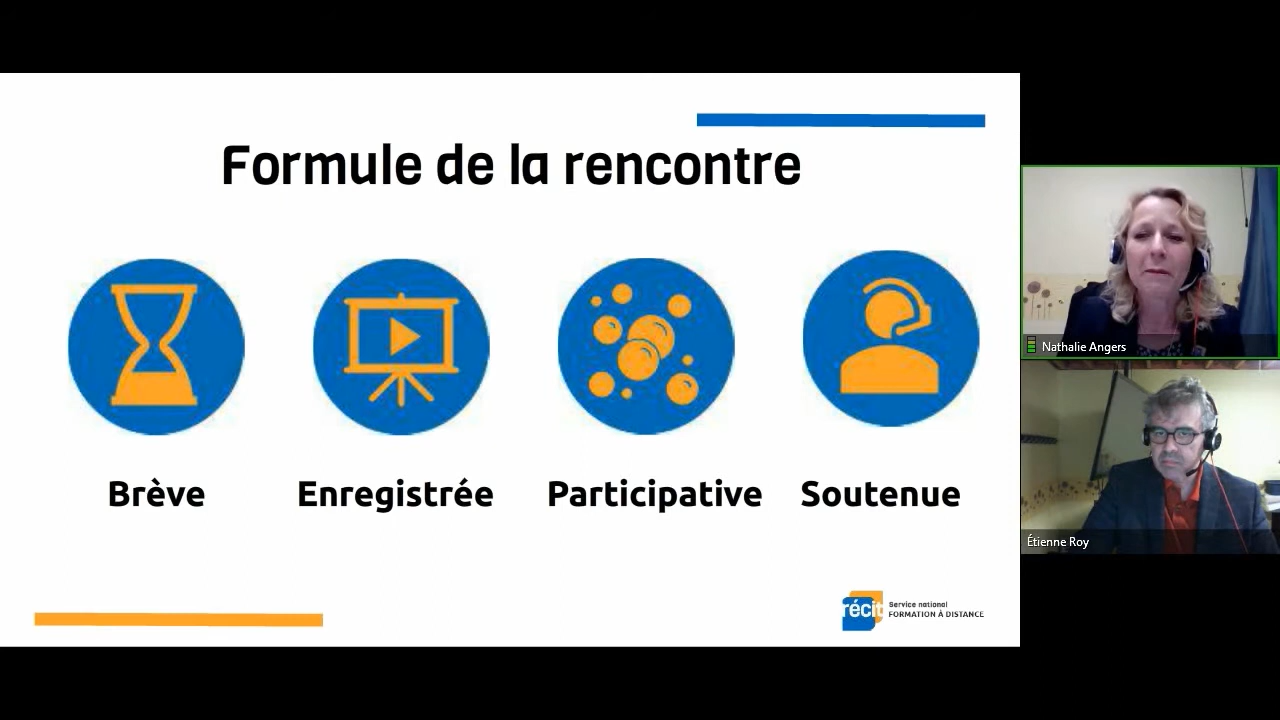 Formule de la rencontre
Brève
Enregistrée
Participative
Soutenue
récit
Service national
FORMATION À DISTANCE
Nathalie Angers
Étienne Roy